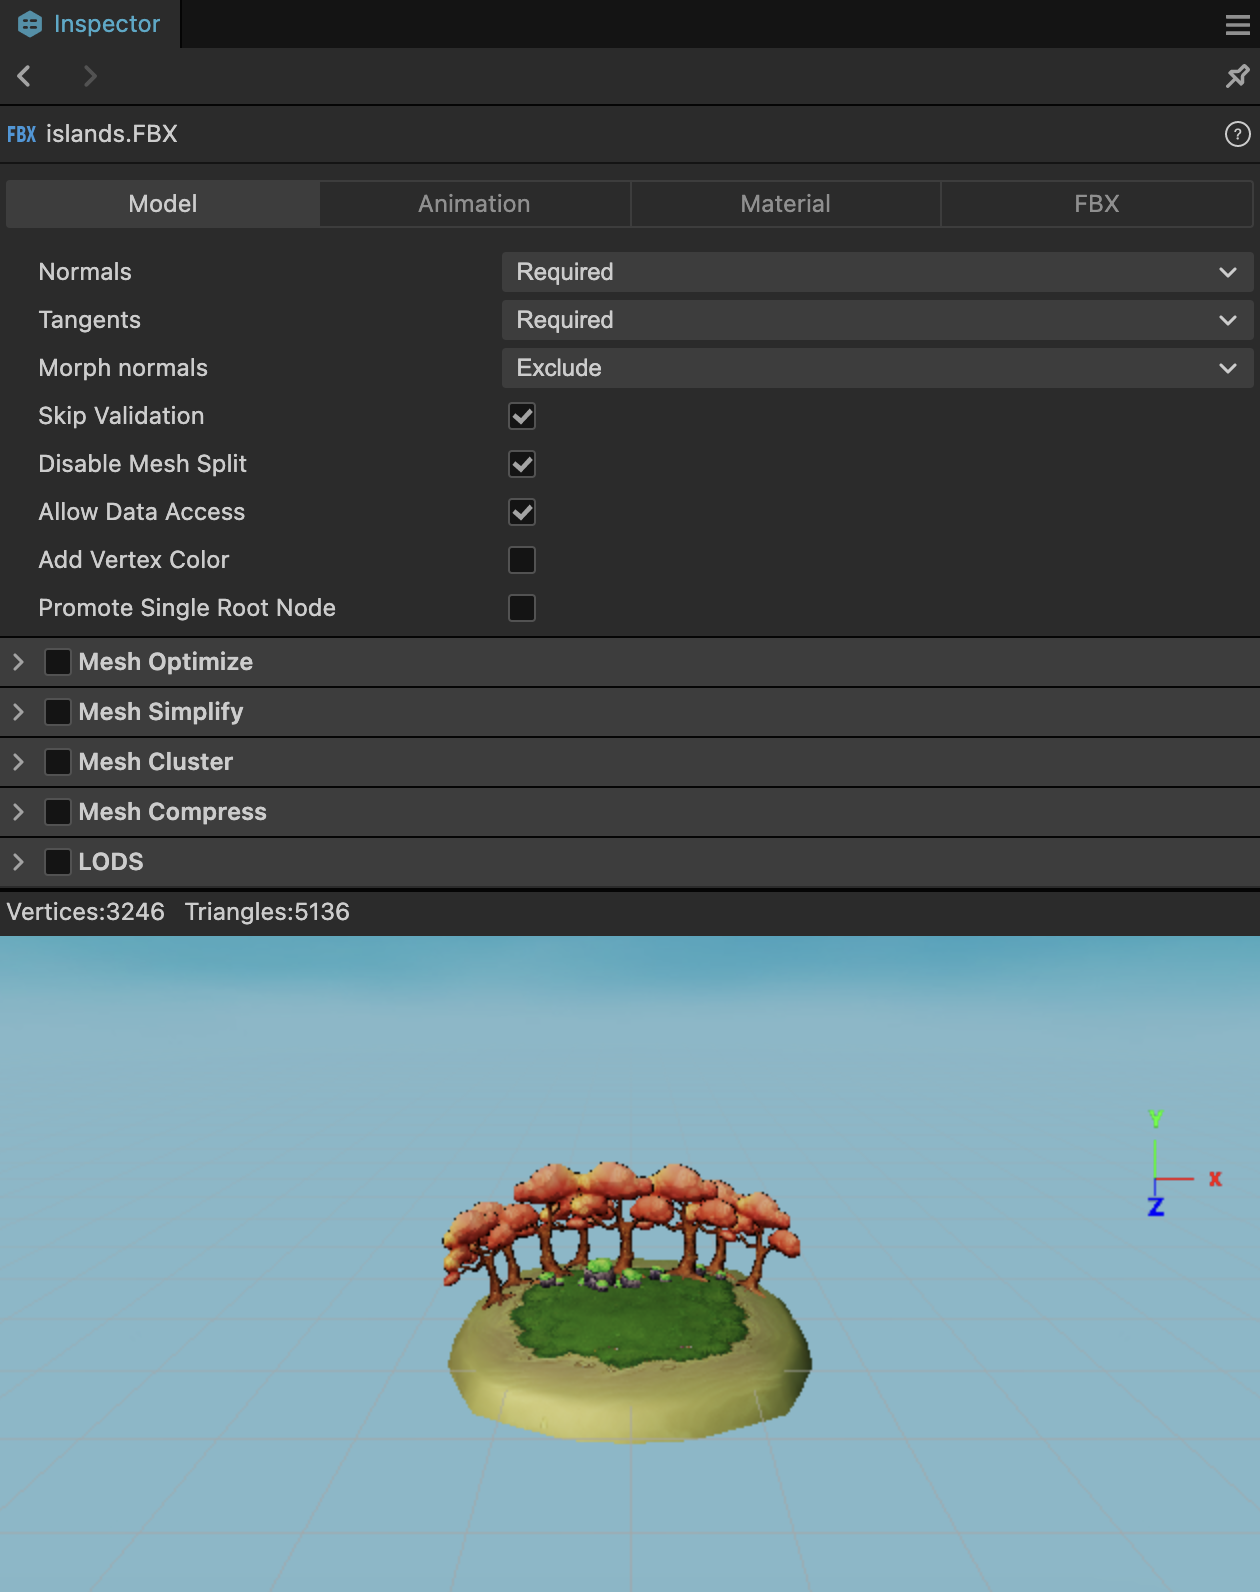 Inspector
FBX islands.FBX ?
Model Animation Material FBX
Normals Required
Tangents Required
Morph normals Exclude
Skip Validation
Disable Mesh Split
Allow Data Access
Add Vertex Color
Promote Single Root Node
Mesh Optimize
Mesh Simplify
Mesh Cluster
Mesh Compress
LODS
Vertices:3246 Triangles:5136
Y
X
Z